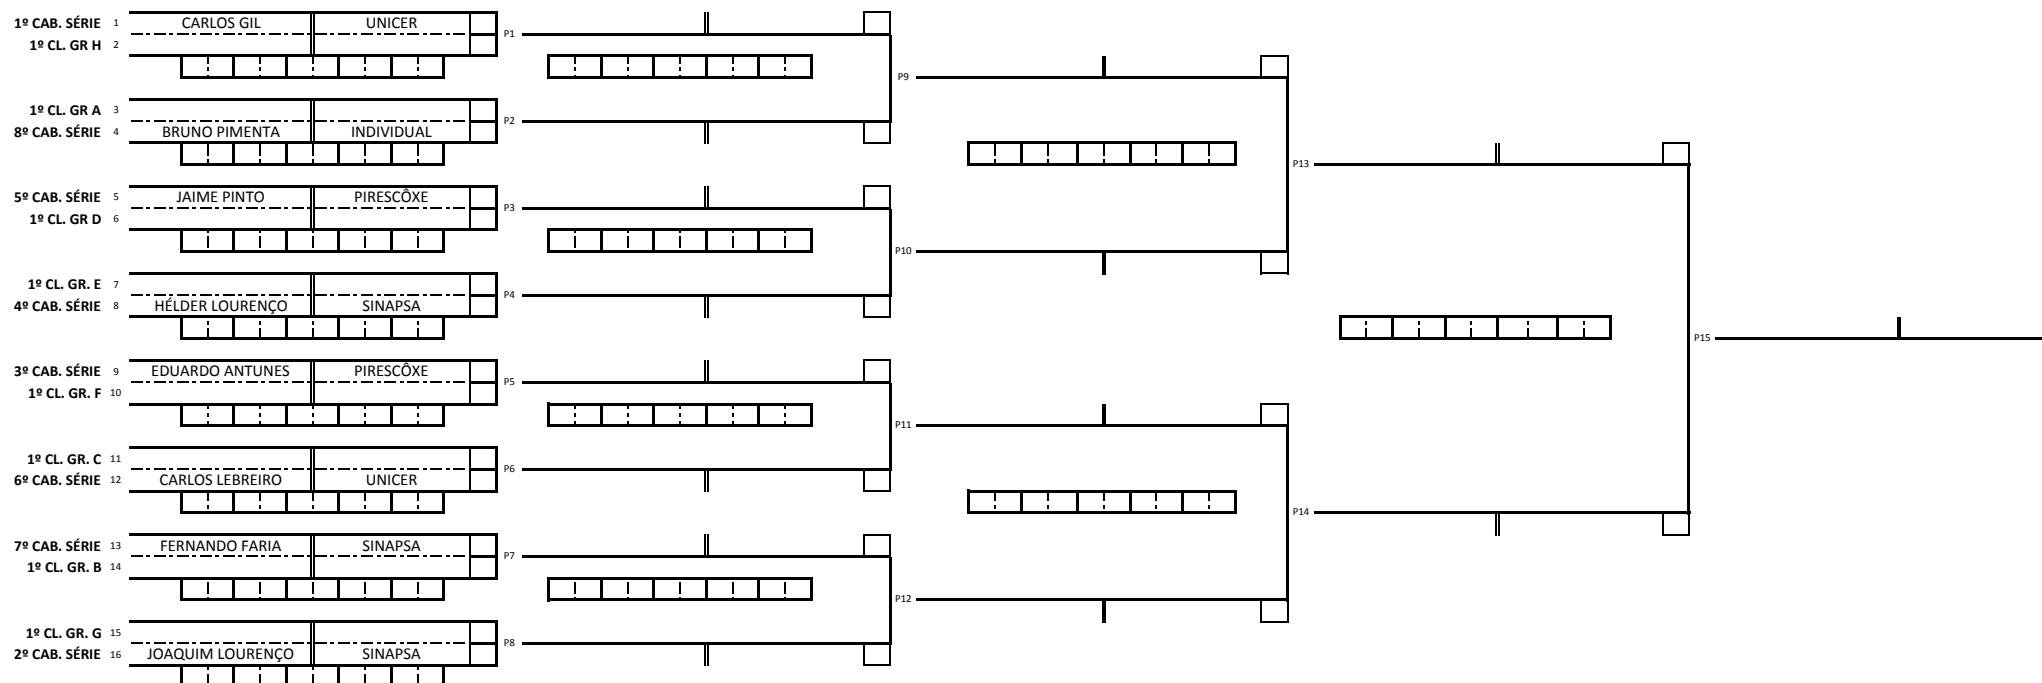 1º CAB. SÉRIE 1 CARLOS GIL UNICER
1º CL. GR H 2
P1
1º CL. GR A 3
8º CAB. SÉRIE 4 BRUNO PIMENTA INDIVIDUAL
P2
P9
5º CAB. SÉRIE 5 JAIME PINTO PIRESCÔXE
1º CL. GR D 6
P3
1º CL. GR. E 7
4º CAB. SÉRIE 8 HÉLDER LOURENÇO SINAPSA
P4
P10
P13
3º CAB. SÉRIE 9 EDUARDO ANTUNES PIRESCÔXE
1º CL. GR. F 10
P5
1º CL. GR. C 11
6º CAB. SÉRIE 12 CARLOS LEBREIRO UNICER
P6
P11
7º CAB. SÉRIE 13 FERNANDO FARIA SINAPSA
1º CL. GR. B 14
P7
1º CL. GR. G 15
2º CAB. SÉRIE 16 JOAQUIM LOURENÇO SINAPSA
P8
P12
P14
P15